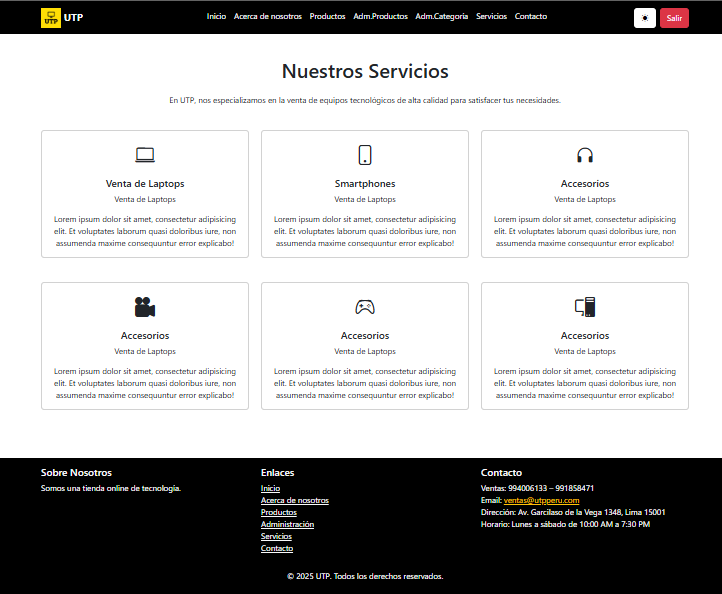 UTP UTP Inicio Acerca de nosotros Productos Adm.Productos Adm.Categoria Servicios Contacto Salir
Nuestros Servicios
En UTP, nos especializamos en la venta de equipos tecnológicos de alta calidad para satisfacer tus necesidades.
Venta de Laptops
Venta de Laptops
Lorem ipsum dolor sit amet, consectetur adipisicing
elit. Et voluptates laborum quasi doloribus iure, non
assumenda maxime consequuntur error explicabo!
Smartphones
Venta de Laptops
Lorem ipsum dolor sit amet, consectetur adipisicing
elit. Et voluptates laborum quasi doloribus iure, non
assumenda maxime consequuntur error explicabo!
Accesorios
Venta de Laptops
Lorem ipsum dolor sit amet, consectetur adipisicing
elit. Et voluptates laborum quasi doloribus iure, non
assumenda maxime consequuntur error explicabo!
Accesorios
Venta de Laptops
Lorem ipsum dolor sit amet, consectetur adipisicing
elit. Et voluptates laborum quasi doloribus iure, non
assumenda maxime consequuntur error explicabo!
Accesorios
Venta de Laptops
Lorem ipsum dolor sit amet, consectetur adipisicing
elit. Et voluptates laborum quasi doloribus iure, non
assumenda maxime consequuntur error explicabo!
Accesorios
Venta de Laptops
Lorem ipsum dolor sit amet, consectetur adipisicing
elit. Et voluptates laborum quasi doloribus iure, non
assumenda maxime consequuntur error explicabo!
Sobre Nosotros
Somos una tienda online de tecnología.
Enlaces
Inicio
Acerca de nosotros
Productos
Administración
Servicios
Contacto
Contacto
Ventas: 994006133 – 991858471
Email: ventas@utpperu.com
Dirección: Av. Garcilaso de la Vega 1348, Lima 15001
Horario: Lunes a sábado de 10:00 AM a 7:30 PM
© 2025 UTP. Todos los derechos reservados.